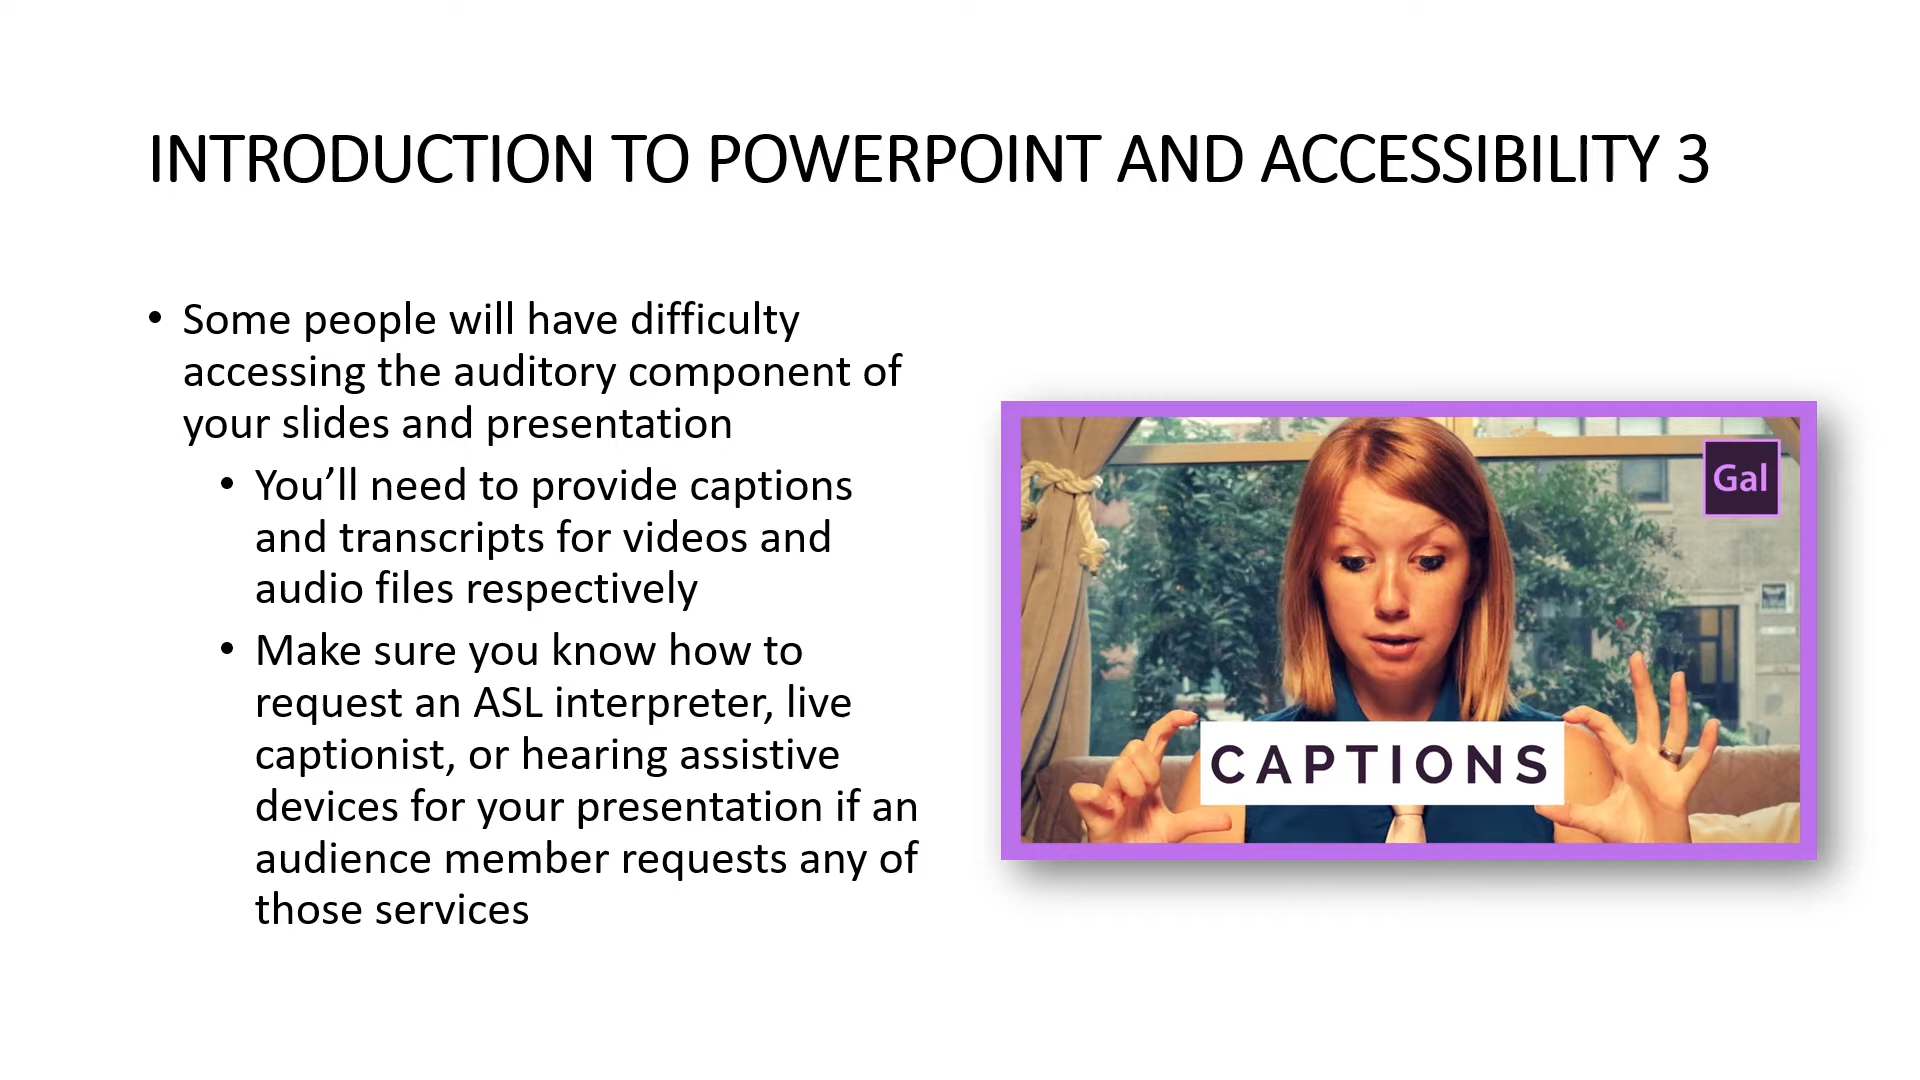 INTRODUCTION TO POWERPOINT AND ACCESSIBILITY 3
• Some people will have difficulty
accessing the auditory component of
your slides and presentation
• You’ll need to provide captions
and transcripts for videos and
audio files respectively
• Make sure you know how to
request an ASL interpreter, live
captionist, or hearing assistive
devices for your presentation if an
audience member requests any of
those services
Gal
CAPTIONS